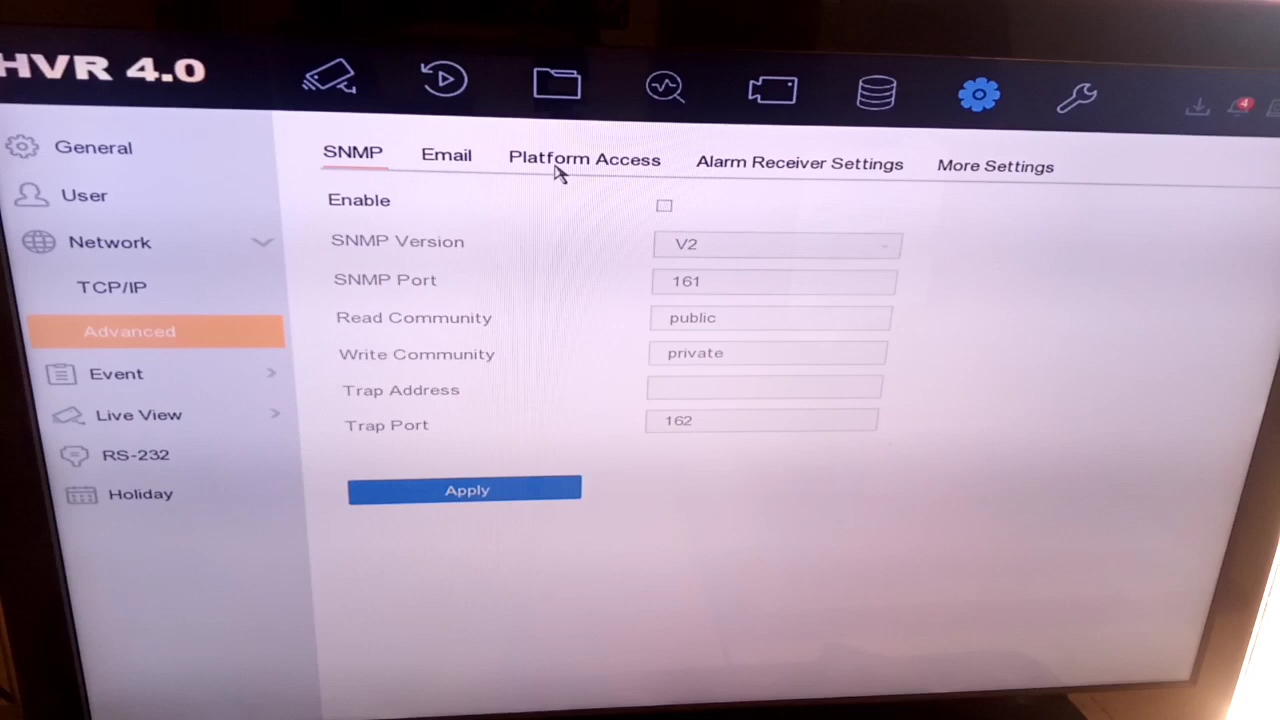 HVR 4.0
4
General
User
Network
TCP/IP
Advanced
Event
Live View
RS-232
Holiday
SNMP Email Platform Access Alarm Receiver Settings More Settings
Enable
SNMP Version V2
SNMP Port 161
Read Community public
Write Community private
Trap Address
Trap Port 162
Apply